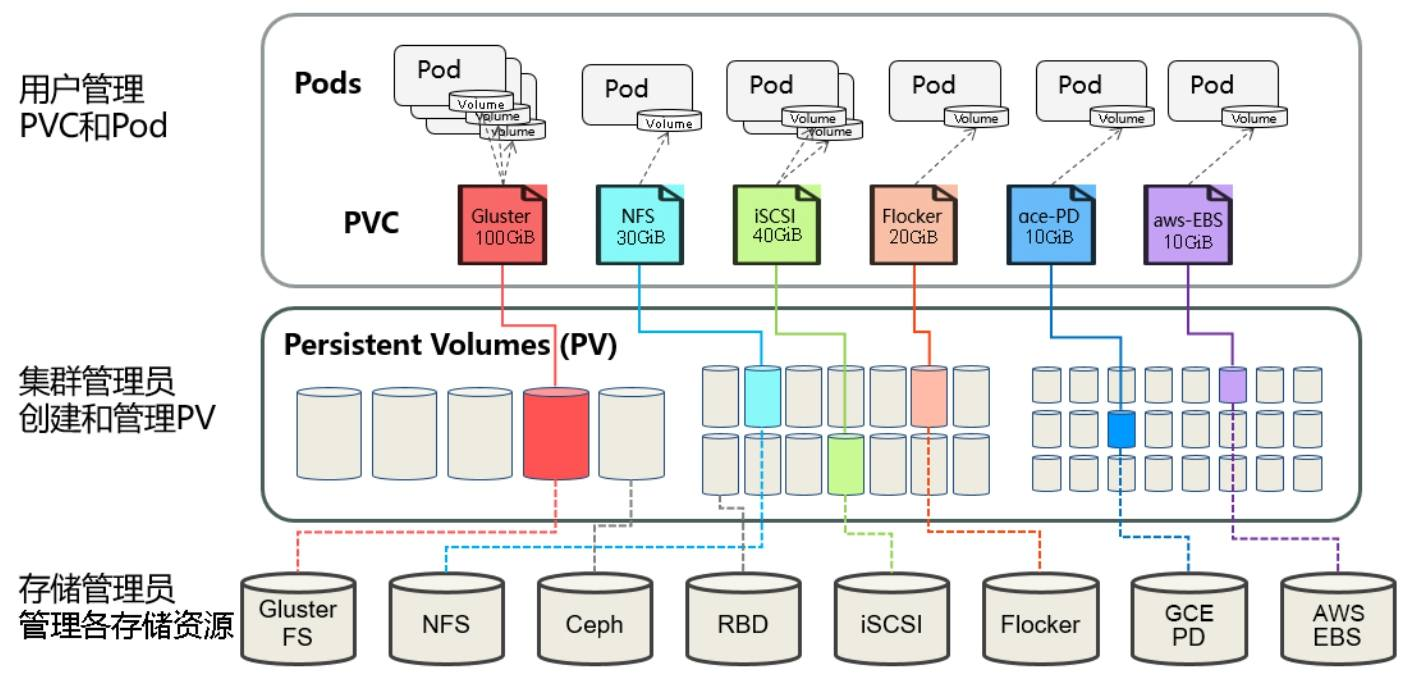 用户管理
PVC和Pod
Pods
Pod
Volume
Volume
Volume
Pod
Volume
Pod
Volume
Volume
Pod
Volume
Pod
Volume
Pod
Volume
PVC
Gluster
100GiB
NFS
30GiB
iSCSI
40GiB
Flocker
20GiB
gce-PD
10GiB
aws-EBS
10GiB
集群管理员
创建和管理PV
Persistent Volumes (PV)
存储管理员
管理各存储资源
Gluster
FS
NFS
Ceph
RBD
iSCSI
Flocker
GCE
PD
AWS
EBS